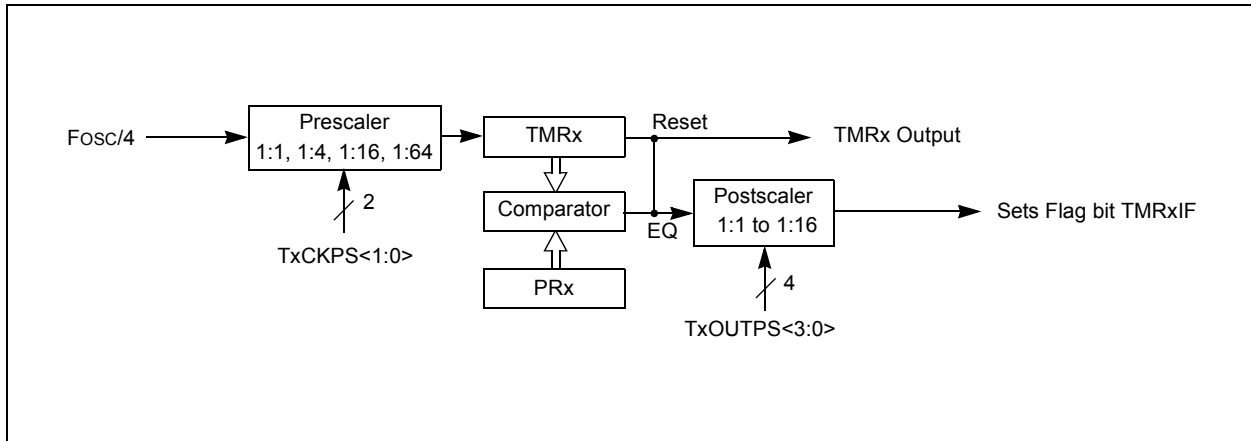 Fosc/4
Prescaler
1:1, 1:4, 1:16, 1:64
2
TxCKPS<1:0>
TMRx
Comparator
PRx
Reset
EQ
TMRx Output
Postscaler
1:1 to 1:16
4
TxOUTPS<3:0>
Sets Flag bit TMRxIF